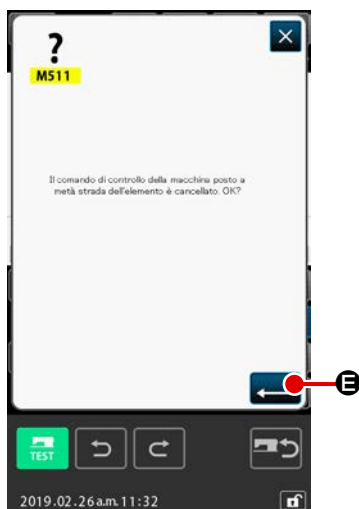 ?
M511
Il comando di controllo della macchina posto a
metà strada dell'elemento è cancellato. OK?
E
TEST
2019.02.26a.m.11:32